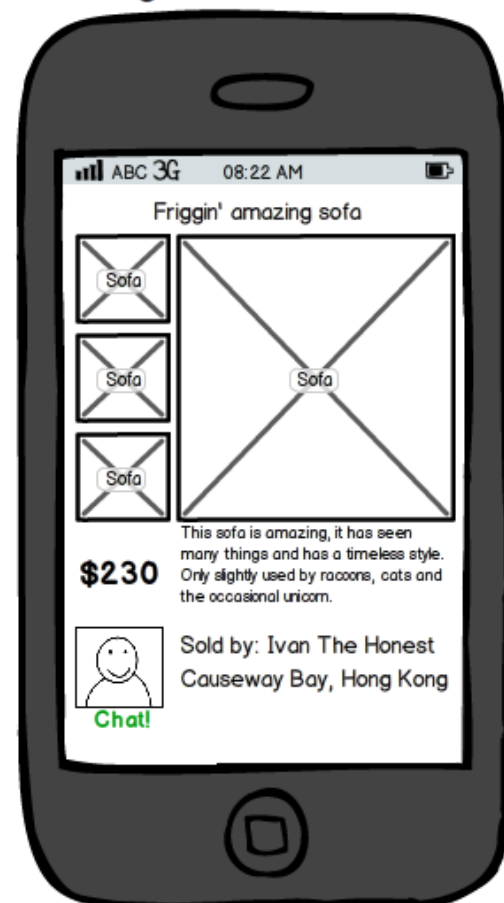 ABC 3G 08:22 AM
Friggin' amazing sofa
Sofa
Sofa
Sofa
Sofa
This sofa is amazing, it has seen
many things and has a timeless style.
Only slightly used by racoons, cats and
the occasional unicorn.
$230
Sold by: Ivan The Honest
Causeway Bay, Hong Kong
Chat!